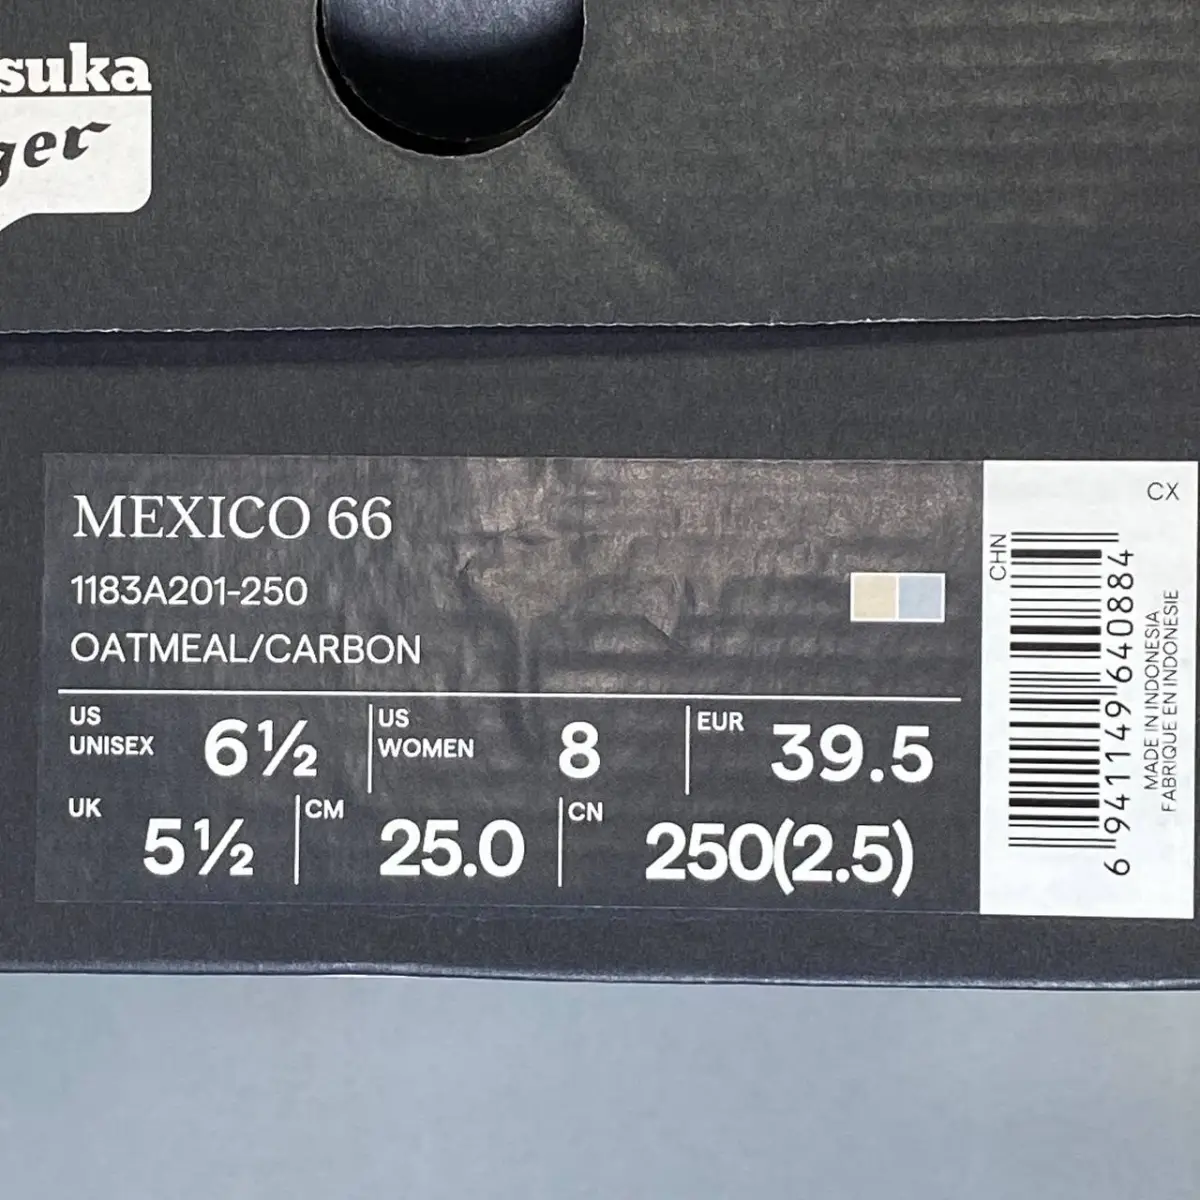 suka
ger
MEXICO 66
1183A201-250
OATMEAL/CARBON
US UNISEX 6½
US WOMEN 8
EUR 39.5
UK 5½
CM 25.0
CN 250(2.5)
CX
CHN
6 941149 640884
MADE IN INDONESIA
FABRIQUE EN INDONESIE